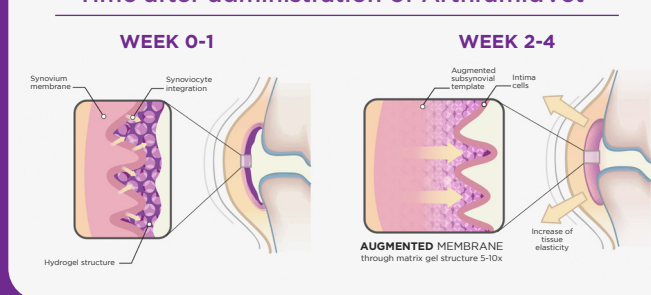 Time after administration of ArthramidVet
WEEK 0-1
WEEK 2-4
Synovium
membrane
Synoviocyte
integration
Hydrogel structure
Augmented
subsynovial
template
Intima
cells
AUGMENTED MEMBRANE
through matrix gel structure 5-10x
Increase of
tissue
elasticity